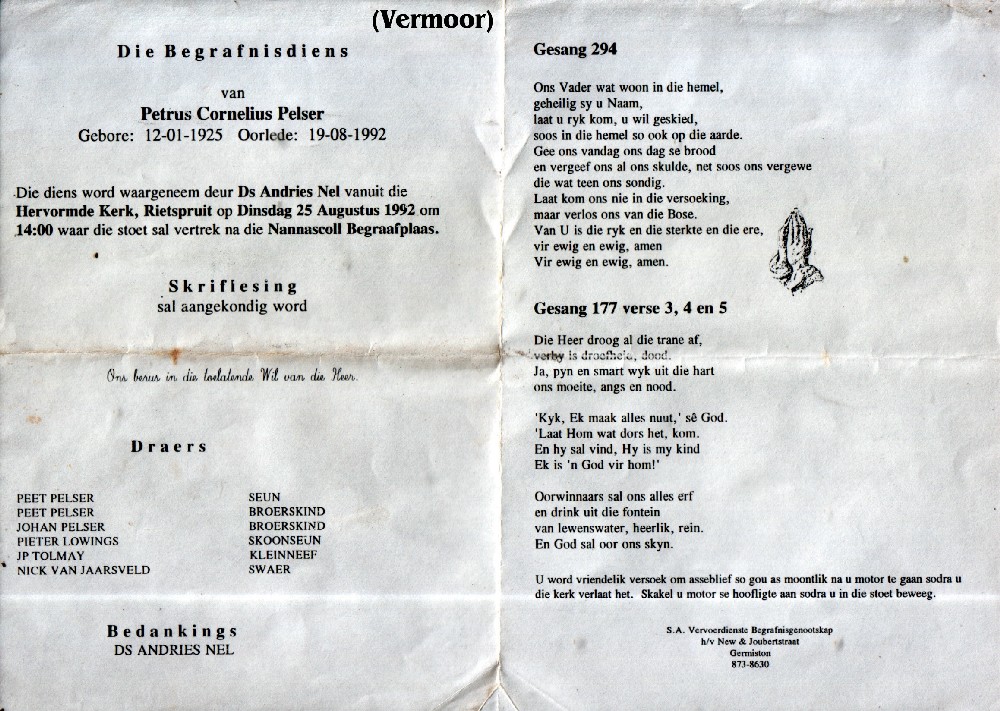 (Vermoor)
Die Begrafnisdiens
van
Petrus Cornelius Pelser
Gebore: 12-01-1925 Oorlede: 19-08-1992
Die diens word waargeneem deur Ds Andries Nel vanuit die
Hervormde Kerk, Rietspruit op Dinsdag 25 Augustus 1992 om
14:00 waar die stoet sal vertrek na die Nannascoll Begraafplaas.
Skriflesing
sal aangekondig word
Ons berus in die toelatende Wil van die Heer.
Draers
PEET PELSER SEUN
PEET PELSER BROERSKIND
JOHAN PELSER BROERSKIND
PIETER LOWINGS SKOONSEUN
JP TOLMAY KLEINNEEF
NICK VAN JAARSVELD SWAER
Bedankings
DS ANDRIES NEL
Gesang 294
Ons Vader wat woon in die hemel,
geheilig sy u Naam,
laat u ryk kom, u wil geskied,
soos in die hemel so ook op die aarde.
Gee ons vandag ons dag se brood
en vergeef ons al ons skulde, net soos ons vergewe
die wat teen ons sondig.
Laat kom ons nie in die versoeking,
maar verlos ons van die Bose.
Van U is die ryk en die sterkte en die ere,
vir ewig en ewig, amen
Vir ewig en ewig, amen.
Gesang 177 verse 3, 4 en 5
Die Heer droog al die trane af,
verby is droefheid, dood.
Ja, pyn en smart wyk uit die hart
ons moeite, angs en nood.
'Kyk, Ek maak alles nuut,' sê God.
'Laat Hom wat dors het, kom.
En hy sal vind, Hy is my kind
Ek is 'n God vir hom!'
Oorwinnaars sal ons alles erf
en drink uit die fontein
van lewenswater, heerlik, rein.
En God sal oor ons skyn.
U word vriendelik versoek om asseblief so gou as moontlik na u motor te gaan sodra u
die kerk verlaat het. Skakel u motor se hoofligte aan sodra u in die stoet beweeg.
S.A. Vervoerdienste Begrafnisgenootskap
h/v New & Joubertstraat
Germiston
873-8630